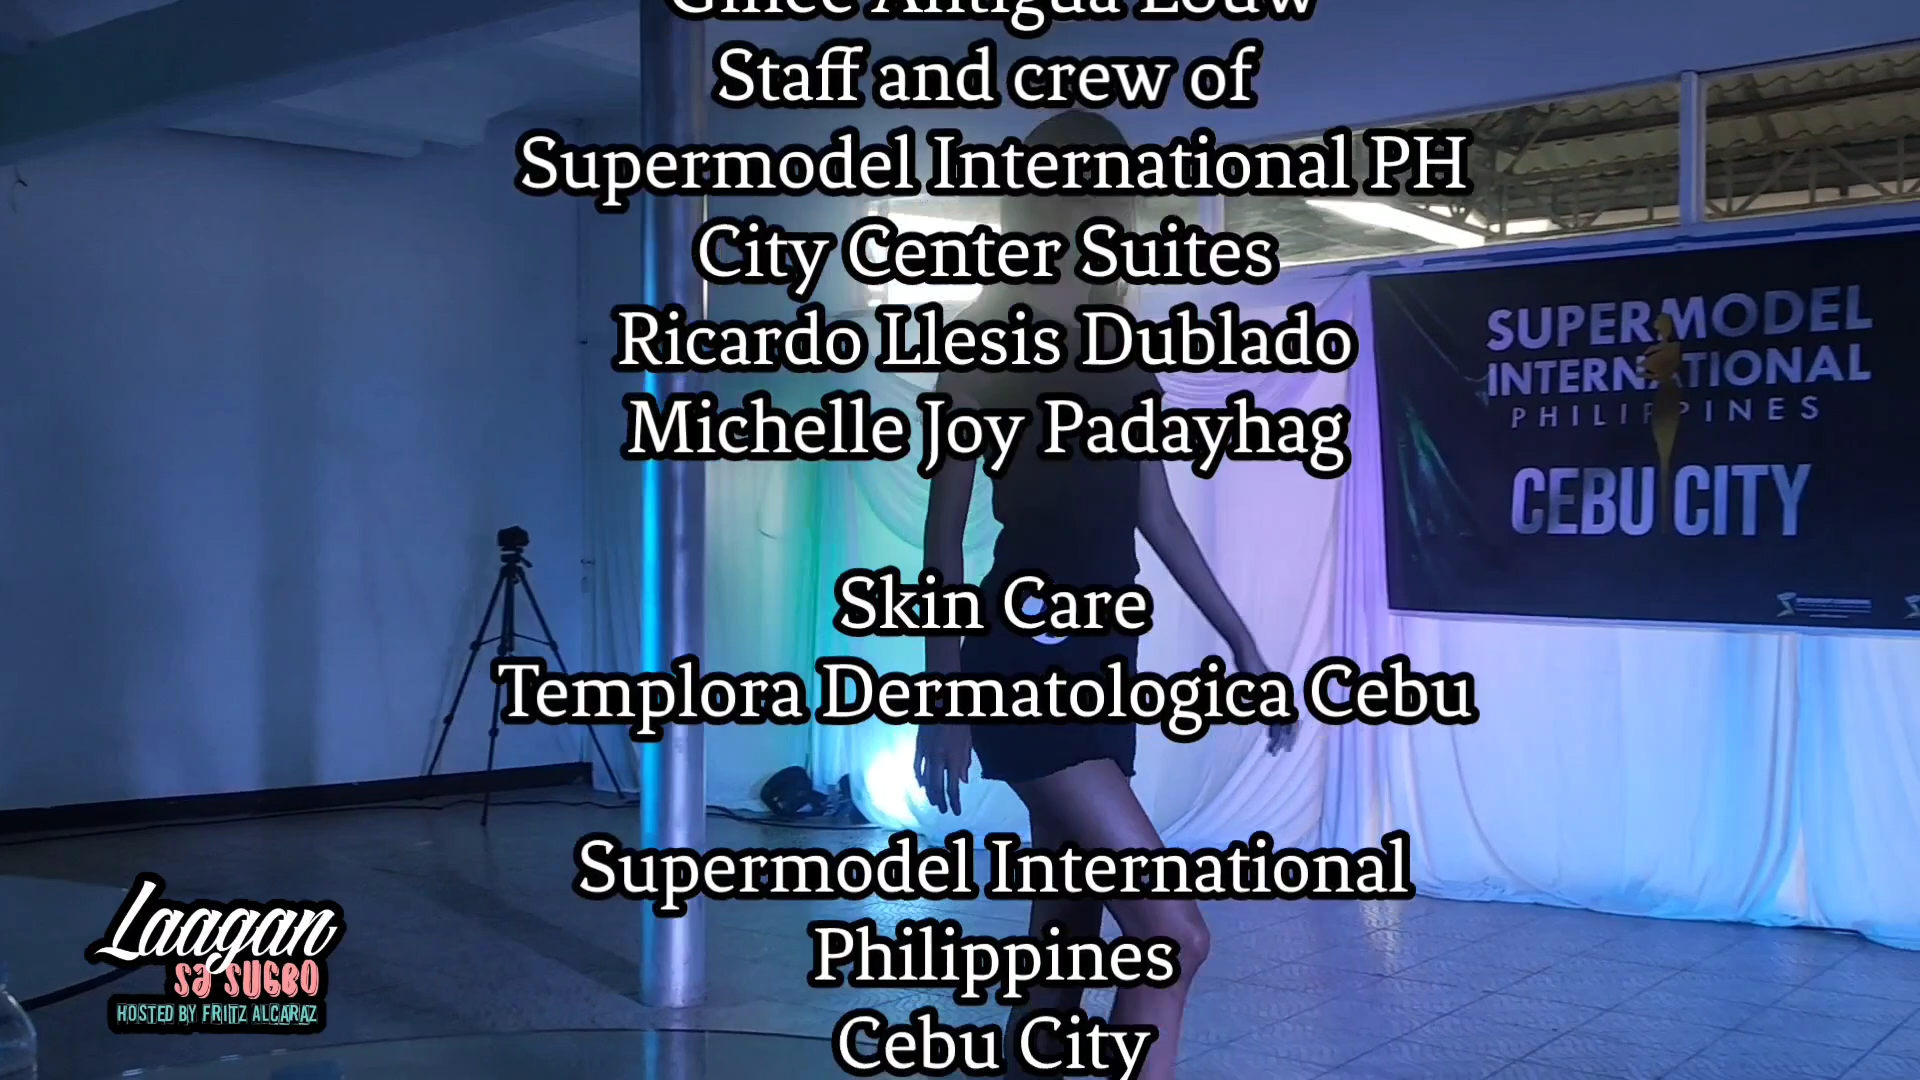 Antigua Louw
Staff and crew of
Supermodel International PH
City Center Suites
Ricardo Llesis Dublado
Michelle Joy Padayhag
Skin Care
Templora Dermatologica Cebu
Supermodel International
Philippines
Cebu City
SUPERMODEL
INTERNATIONAL
PHILIPPINES
CEBU CITY
Laagan
sa SUGBO
HOSTED BY FRITZ ALCARAZ